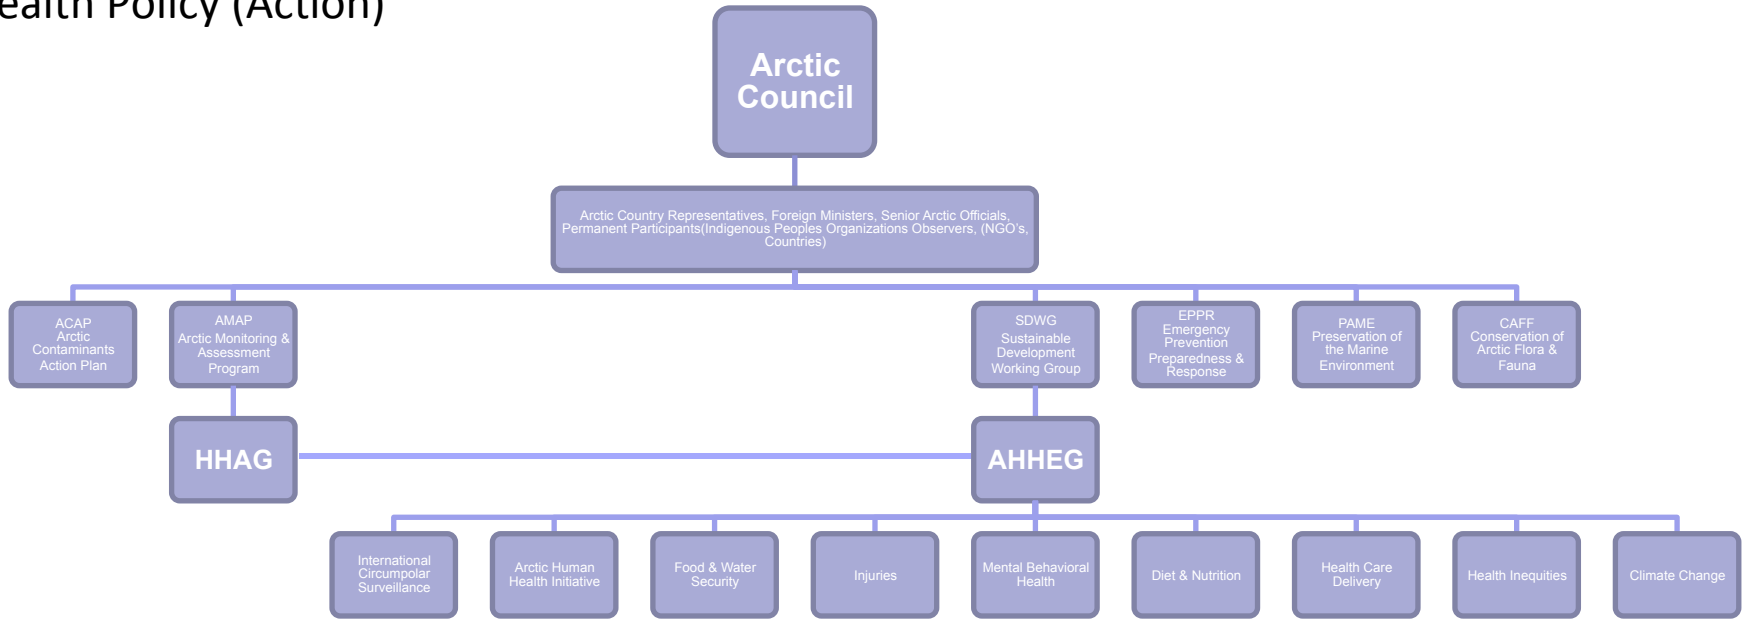 ealth Policy (Action)
Arctic
Council
Arctic Country Representatives, Foreign Ministers, Senior Arctic Officials,
Permanent Participants(Indigenous Peoples Organizations Observers, (NGO's,
Countries)
ACAP
Arctic
Contaminants
Action Plan
AMAP
Arctic Monitoring &
Assessment
Program
SDWG
Sustainable
Development
Working Group
EPPR
Emergency
Prevention
Preparedness &
Response
PAME
Preservation of
the Marine
Environment
CAFF
Conservation of
Arctic Flora &
Fauna
HHAG
AHHEG
International
Circumpolar
Surveillance
Arctic Human
Health Initiative
Food & Water
Security
Injuries
Mental Behavioral
Health
Diet & Nutrition
Health Care
Delivery
Health Inequities
Climate Change